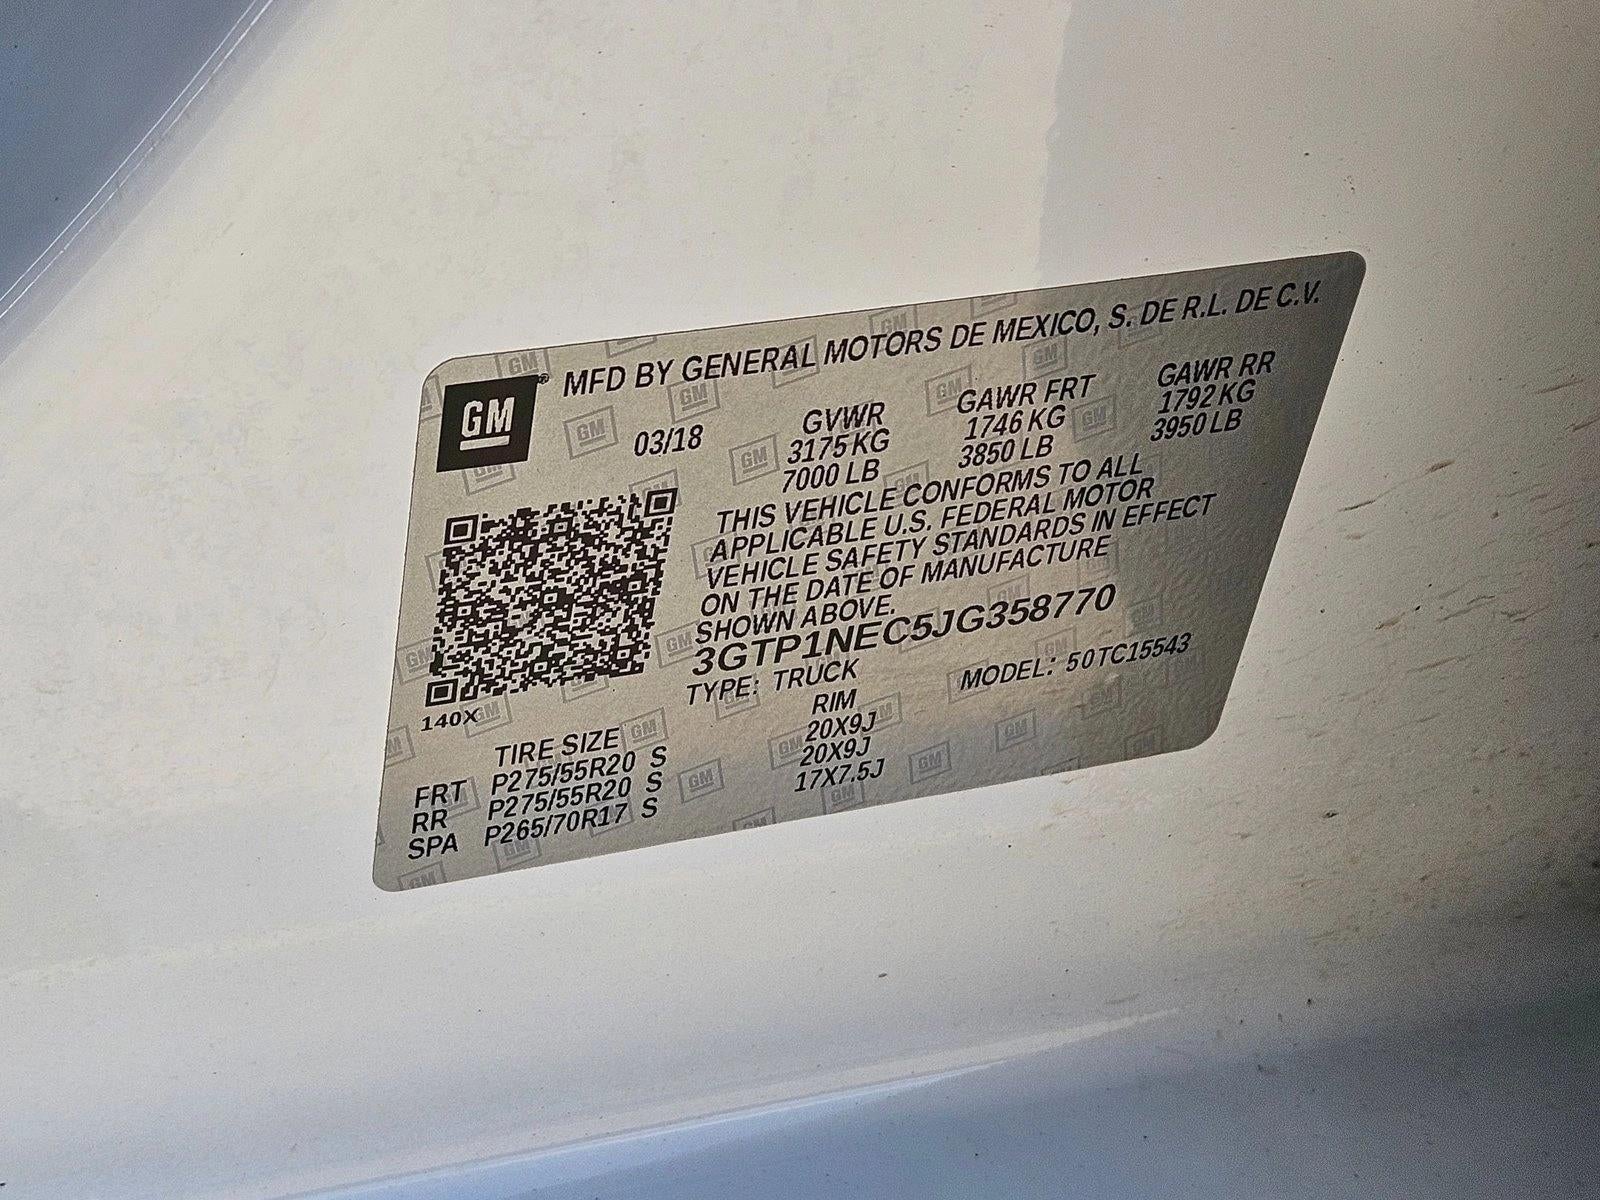 GM® MFD BY GENERAL MOTORS DE MEXICO, S. DE R.L. DE C.V.
03/18 GVWR GAWR FRT GAWR RR
3175 KG 1746 KG 1792 KG
7000 LB 3850 LB 3950 LB
THIS VEHICLE CONFORMS TO ALL
APPLICABLE U.S. FEDERAL MOTOR
VEHICLE SAFETY STANDARDS IN EFFECT
ON THE DATE OF MANUFACTURE
SHOWN ABOVE.
3GTP1NEC5JG358770
TYPE: TRUCK MODEL: 50TC15543
140X
TIRE SIZE RIM
FRT P275/55R20 S 20X9J
RR P275/55R20 S 20X9J
SPA P265/70R17 S 17X7.5J